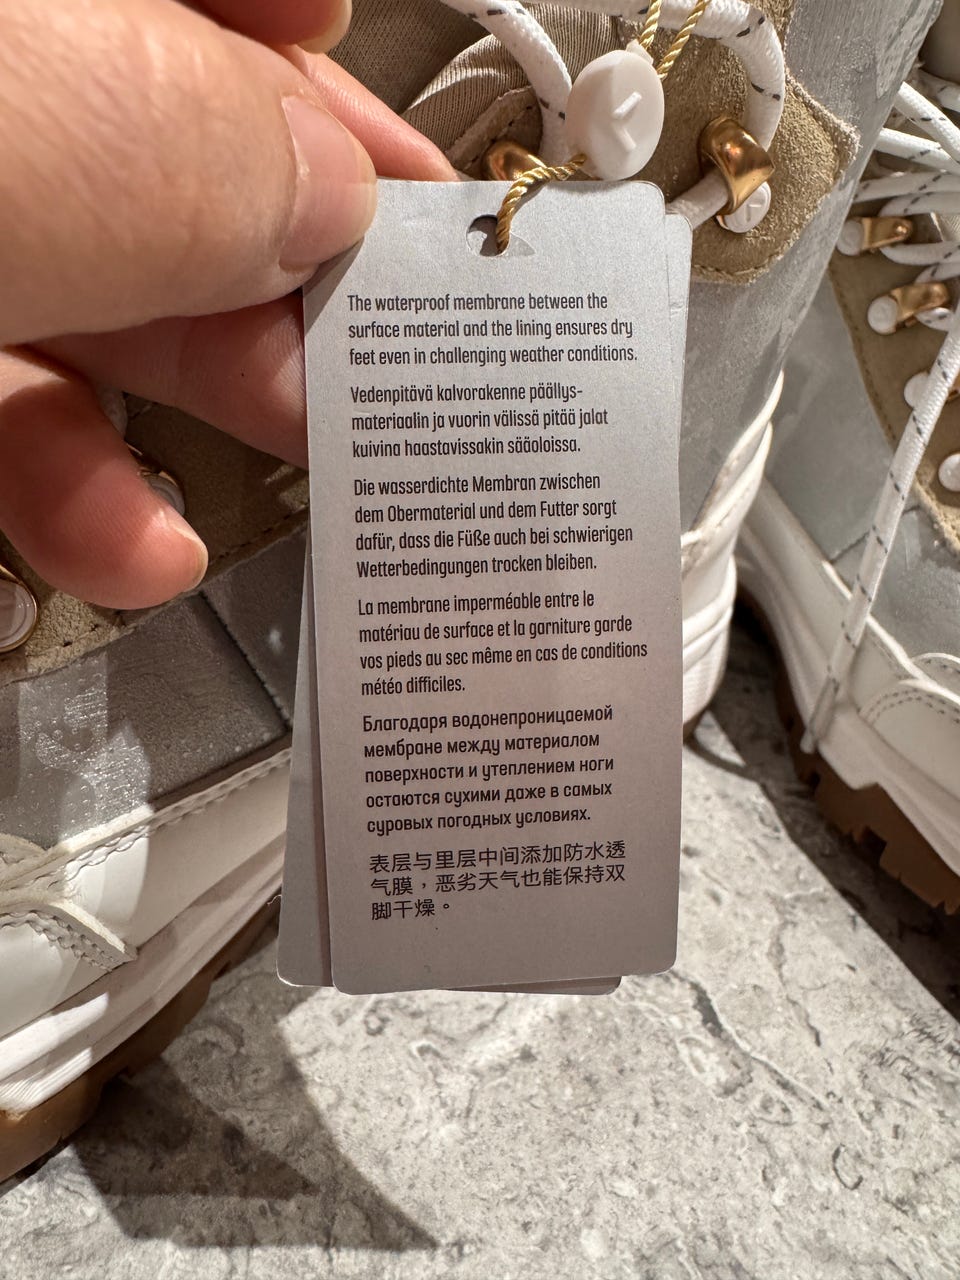 The waterproof membrane between the
surface material and the lining ensures dry
feet even in challenging weather conditions.
Vedenpitävä kalvorakenne päällys-
materiaalin ja vuorin välissä pitää jalat
kuivina haastavissakin sääoloissa.
Die wasserdichte Membran zwischen
dem Obermaterial und dem Futter sorgt
dafür, dass die Füße auch bei schwierigen
Wetterbedingungen trocken bleiben.
La membrane imperméable entre le
matériau de surface et la garniture garde
vos pieds au sec même en cas de conditions
météo difficiles.
Благодаря водонепроницаемой
мембране между материалом
поверхности и утеплением ноги
остаются сухими даже в самых
суровых погодных условиях.
表层与里层中间添加防水透
气膜，恶劣天气也能保持双
脚干燥。